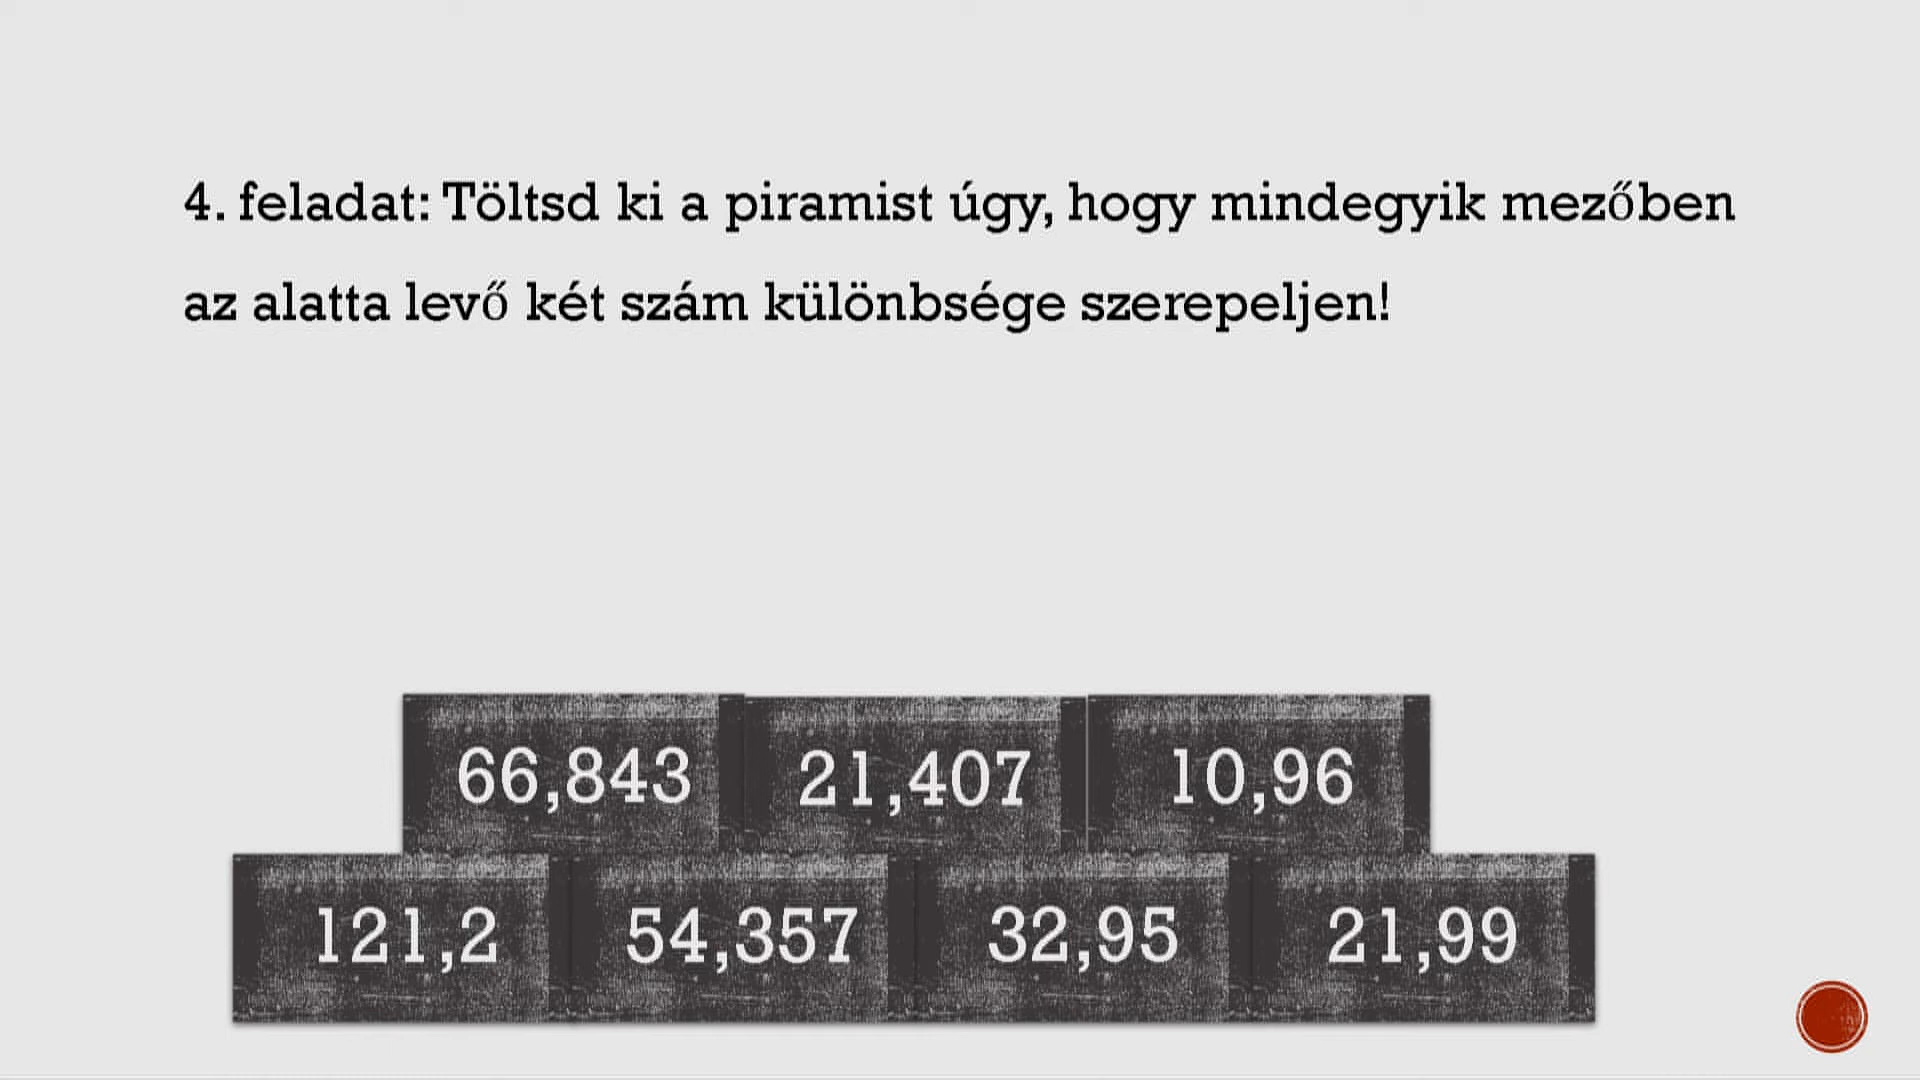 4. feladat: Töltsd ki a piramist úgy, hogy mindegyik mezőben
az alatta levő két szám különbsége szerepeljen!
66,843 21,407 10,96
121,2 54,357 32,95 21,99